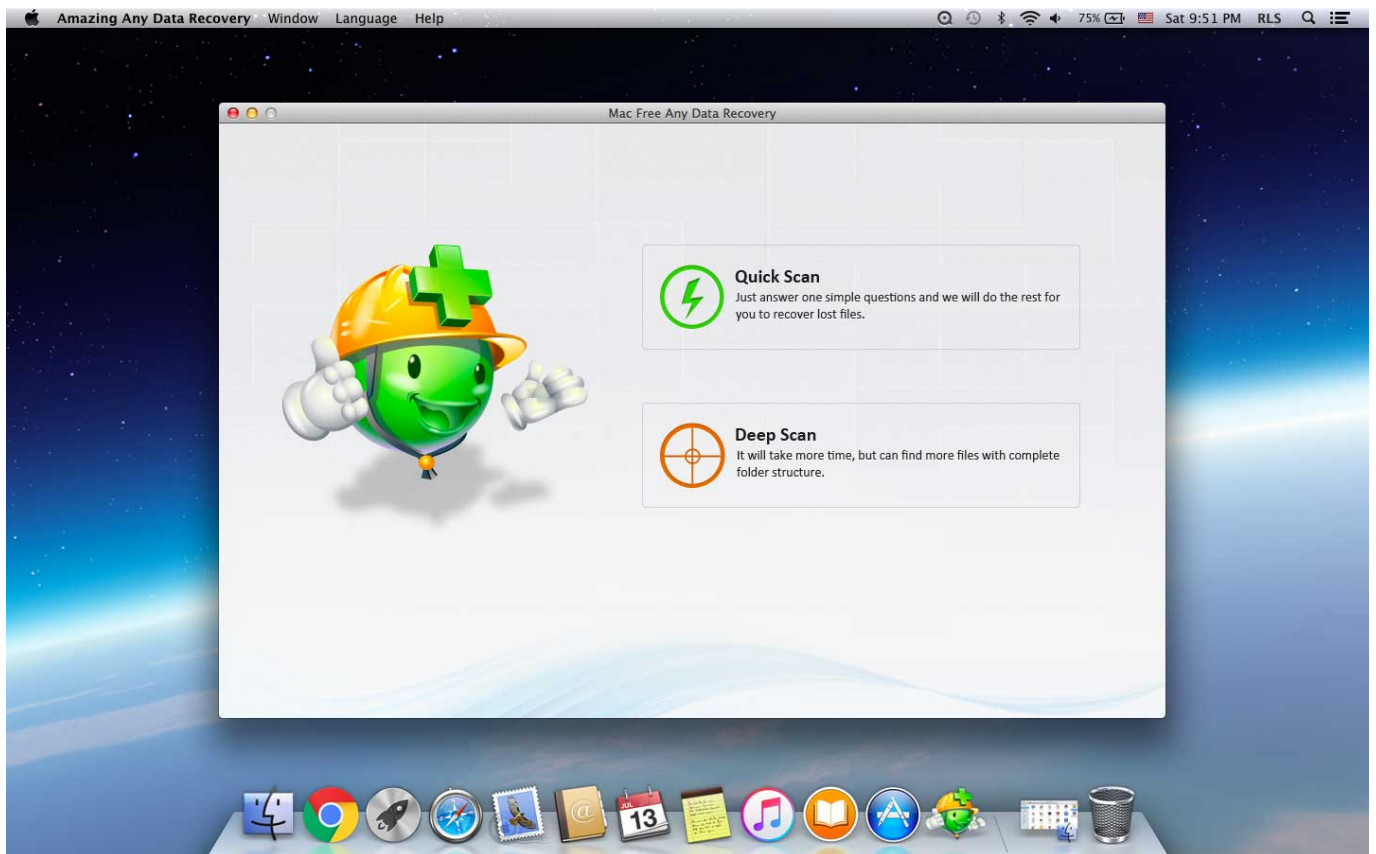 Amazing Any Data Recovery Window Language Help 75% Sat 9:51 PM RLS
Mac Free Any Data Recovery
Quick Scan
Just answer one simple questions and we will do the rest for
you to recover lost files.
Deep Scan
It will take more time, but can find more files with complete
folder structure.
JUL
13